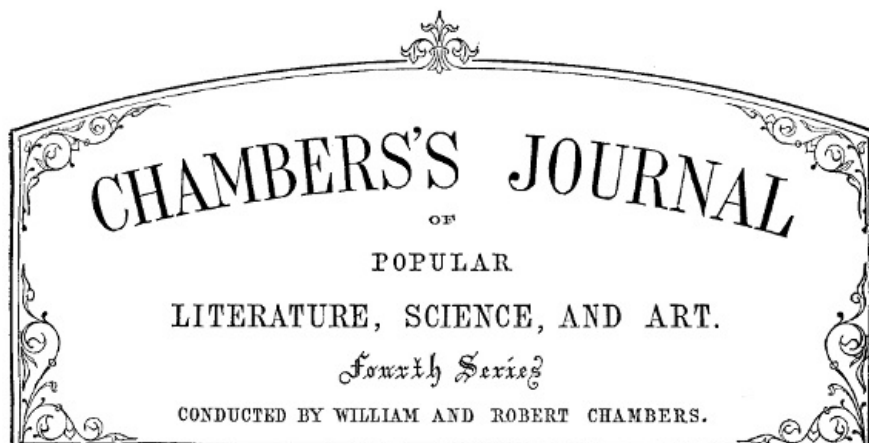 CHAMBERS'S JOURNAL
OF
POPULAR
LITERATURE, SCIENCE, AND ART.
Fourth Series
CONDUCTED BY WILLIAM AND ROBERT CHAMBERS.